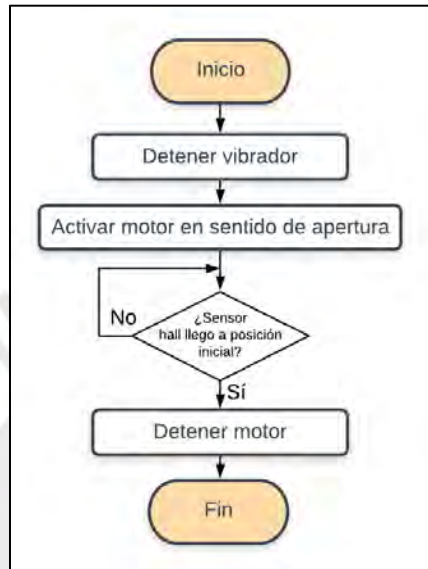 Inicio
Detener vibrador
Activar motor en sentido de apertura
No
¿Sensor
hall llego a posición
inicial?
Sí
Detener motor
Fin